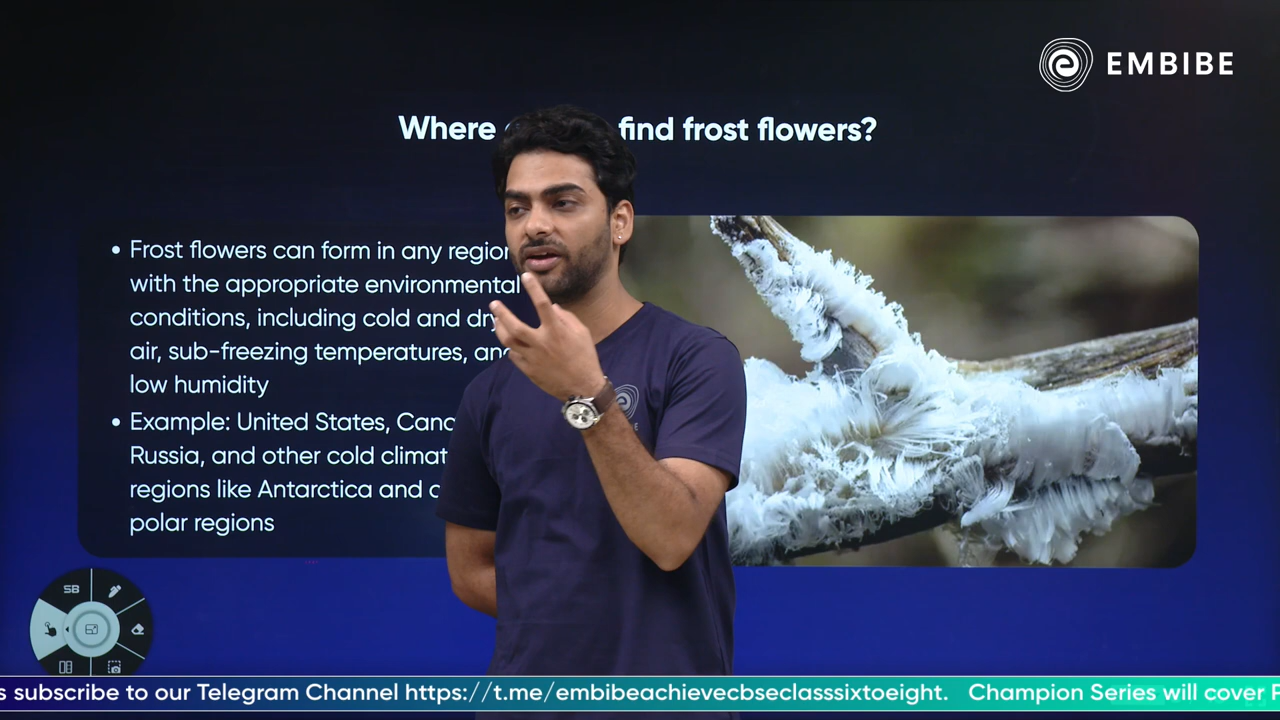 EMBIBE
Where find frost flowers?
• Frost flowers can form in any region
with the appropriate environmental
conditions, including cold and dry
air, sub-freezing temperatures, and
low humidity
• Example: United States,
Russia, and other cold
regions like Antarctica and
polar regions
SB
subscribe to our Telegram Channel https://t.me/embibeachievecbseclasssixtoeight. Champion Series will cover